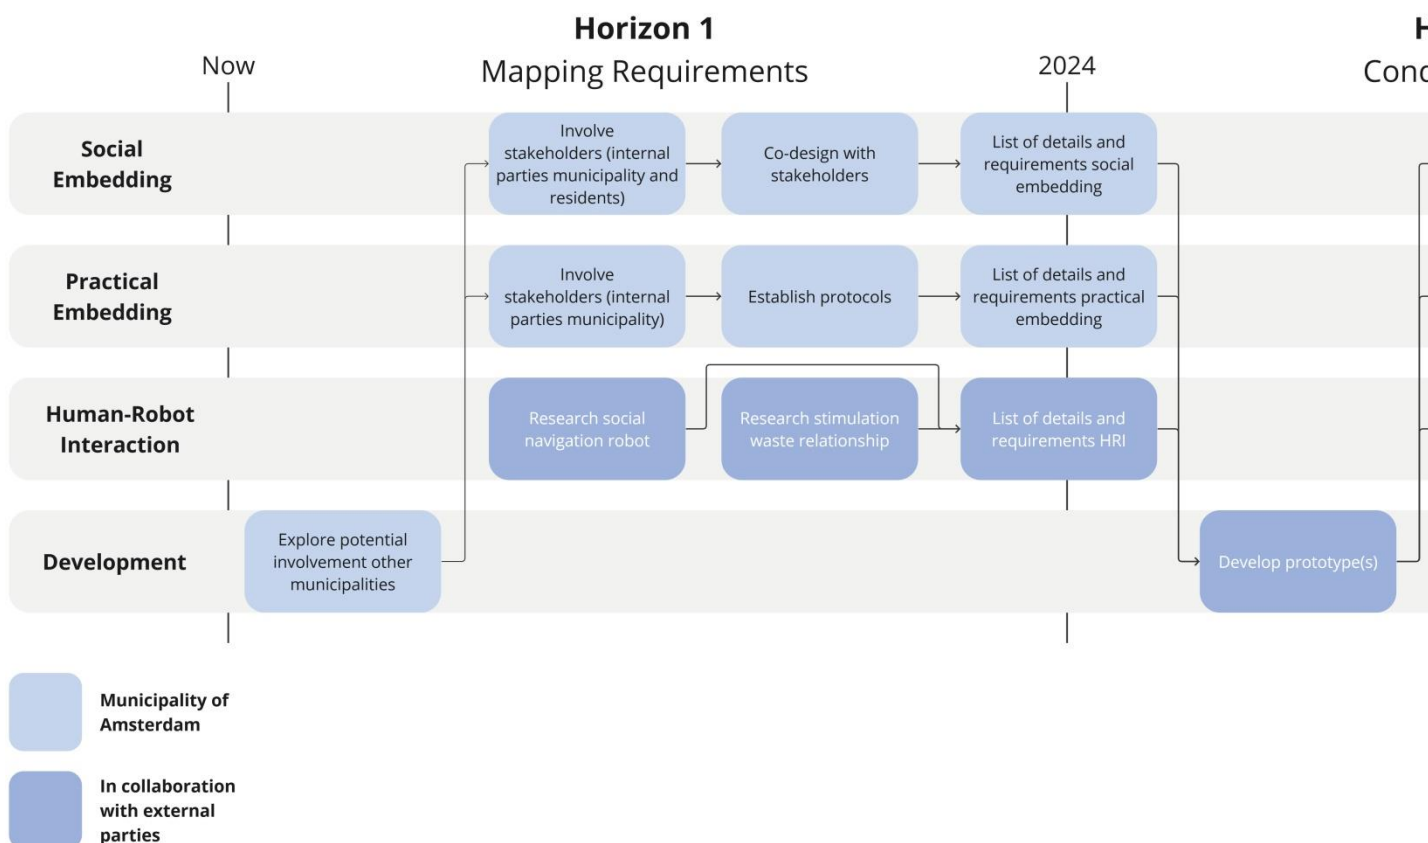 Horizon 1
H
Now
Mapping Requirements
2024
Cond
Social
Embedding
Involve
stakeholders (internal
parties municipality and
residents)
Co-design with
stakeholders
List of details and
requirements social
embedding
Practical
Embedding
Involve
stakeholders (internal
parties municipality)
Establish protocols
List of details and
requirements practical
embedding
Human-Robot
Interaction
Research social
navigation robot
Research stimulation
waste relationship
List of details and
requirements HRI
Development
Explore potential
involvement other
municipalities
Develop prototype(s)
Municipality of
Amsterdam
In collaboration
with external
parties